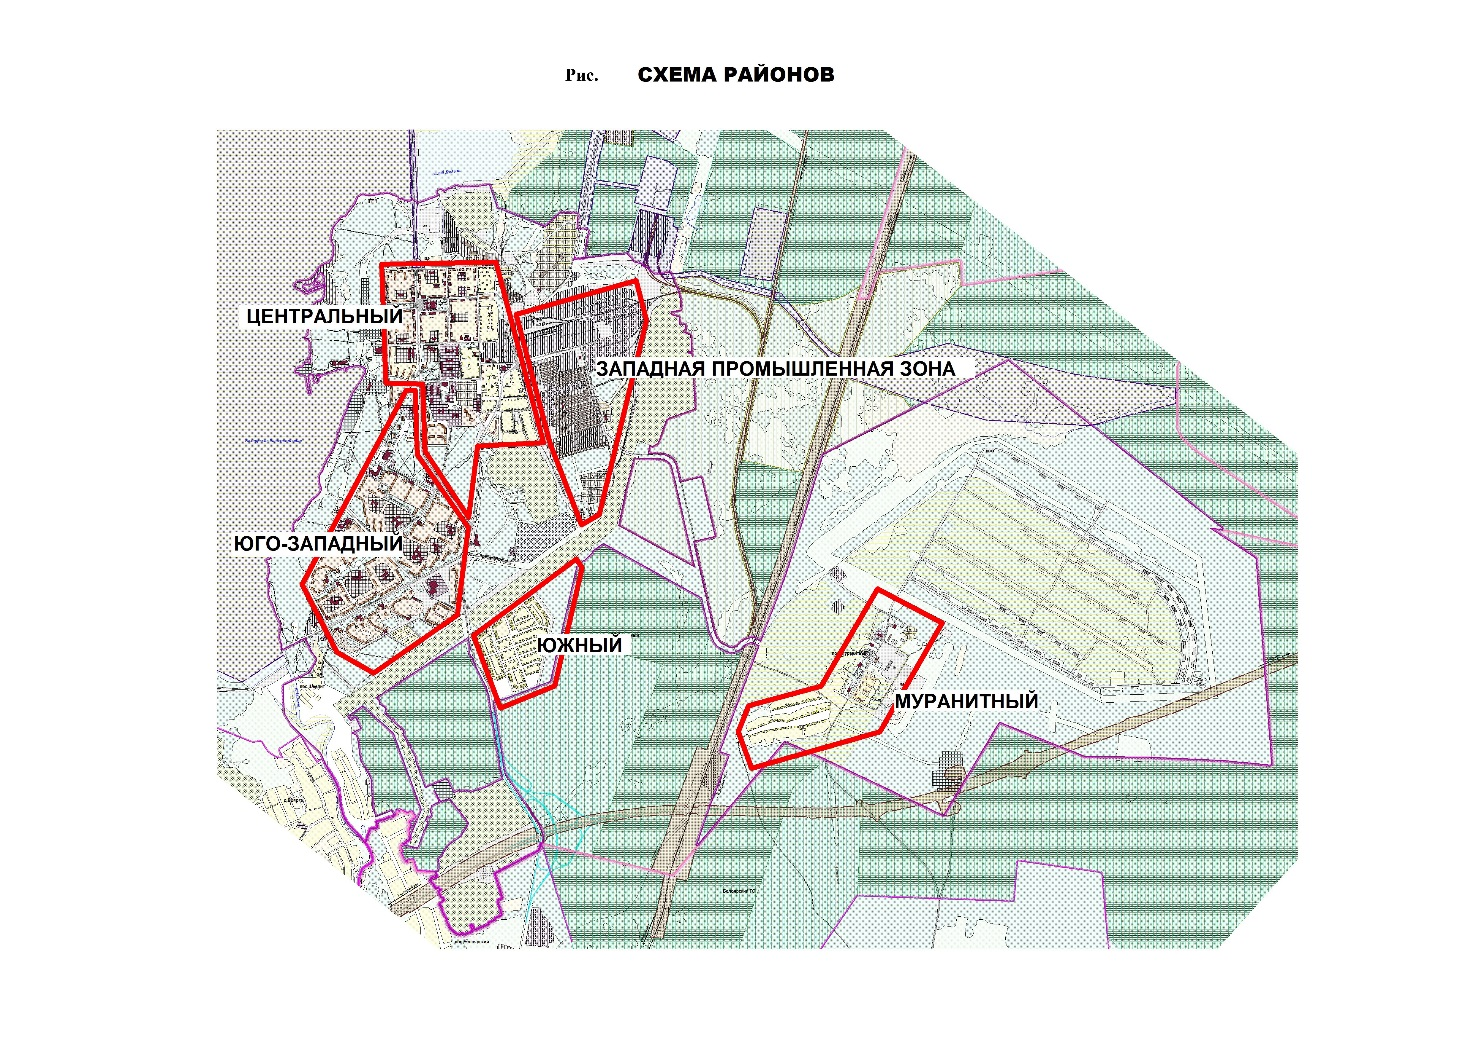 Рис. СХЕМА РАЙОНОВ
ЦЕНТРАЛЬНЫЙ
ЗАПАДНАЯ ПРОМЫШЛЕННАЯ ЗОНА
ЮГО-ЗАПАДНЫЙ
ЮЖНЫЙ
МУРАНИТНЫЙ